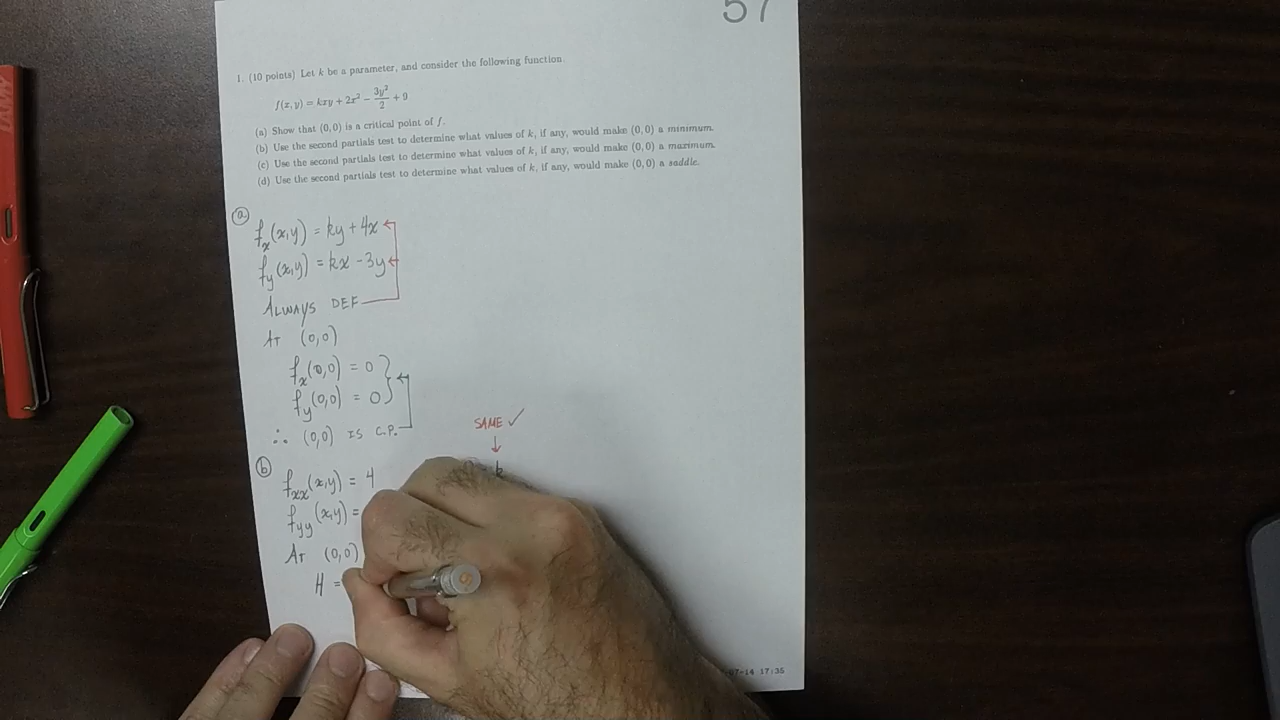 57
1. (10 points) Let k be a parameter, and consider the following function.
f(x, y) = kxy + 2x² − 3y²/2 + 9
(a) Show that (0,0) is a critical point of f.
(b) Use the second partials test to determine what values of k, if any, would make (0,0) a minimum.
(c) Use the second partials test to determine what values of k, if any, would make (0,0) a maximum.
(d) Use the second partials test to determine what values of k, if any, would make (0,0) a saddle.
(a)
fx(x,y) = ky + 4x
fy(x,y) = kx - 3y
ALWAYS DEF
AT (0,0)
fx(0,0) = 0
fy(0,0) = 0
∴ (0,0) IS C.P.
SAME ✓
(b)
fxx(x,y) = 4
fyy(x,y) =
AT (0,0)
H =
14 17:35
LAMY